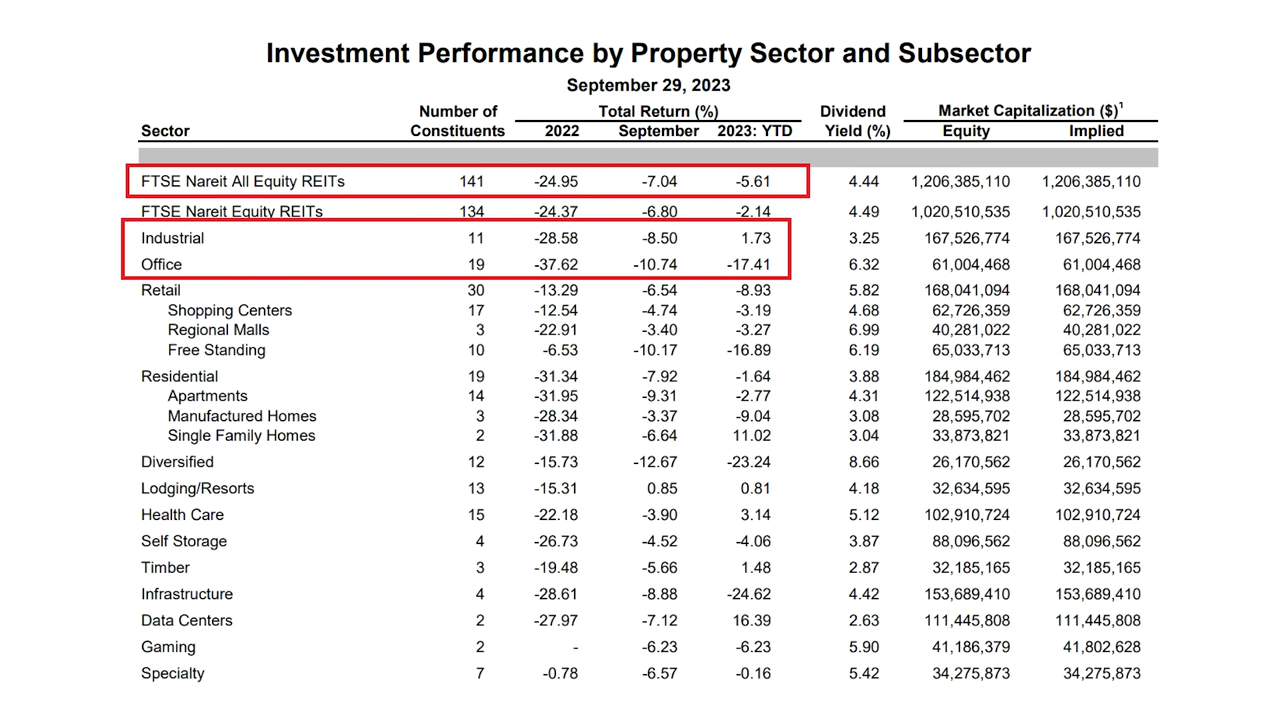 Investment Performance by Property Sector and Subsector
September 29, 2023
Number of Total Return (%) Dividend Market Capitalization ($)1
Sector Constituents 2022 September 2023: YTD Yield (%) Equity Implied
FTSE Nareit All Equity REITs 141 -24.95 -7.04 -5.61 4.44 1,206,385,110 1,206,385,110
FTSE Nareit Equity REITs 134 -24.37 -6.80 -2.14 4.49 1,020,510,535 1,020,510,535
Industrial 11 -28.58 -8.50 1.73 3.25 167,526,774 167,526,774
Office 19 -37.62 -10.74 -17.41 6.32 61,004,468 61,004,468
Retail 30 -13.29 -6.54 -8.93 5.82 168,041,094 168,041,094
Shopping Centers 17 -12.54 -4.74 -3.19 4.68 62,726,359 62,726,359
Regional Malls 3 -22.91 -3.40 -3.27 6.99 40,281,022 40,281,022
Free Standing 10 -6.53 -10.17 -16.89 6.19 65,033,713 65,033,713
Residential 19 -31.34 -7.92 -1.64 3.88 184,984,462 184,984,462
Apartments 14 -31.95 -9.31 -2.77 4.31 122,514,938 122,514,938
Manufactured Homes 3 -28.34 -3.37 -9.04 3.08 28,595,702 28,595,702
Single Family Homes 2 -31.88 -6.64 11.02 3.04 33,873,821 33,873,821
Diversified 12 -15.73 -12.67 -23.24 8.66 26,170,562 26,170,562
Lodging/Resorts 13 -15.31 0.85 0.81 4.18 32,634,595 32,634,595
Health Care 15 -22.18 -3.90 3.14 5.12 102,910,724 102,910,724
Self Storage 4 -26.73 -4.52 -4.06 3.87 88,096,562 88,096,562
Timber 3 -19.48 -5.66 1.48 2.87 32,185,165 32,185,165
Infrastructure 4 -28.61 -8.88 -24.62 4.42 153,689,410 153,689,410
Data Centers 2 -27.97 -7.12 16.39 2.63 111,445,808 111,445,808
Gaming 2 - -6.23 -6.23 5.90 41,186,379 41,802,628
Specialty 7 -0.78 -6.57 -0.16 5.42 34,275,873 34,275,873